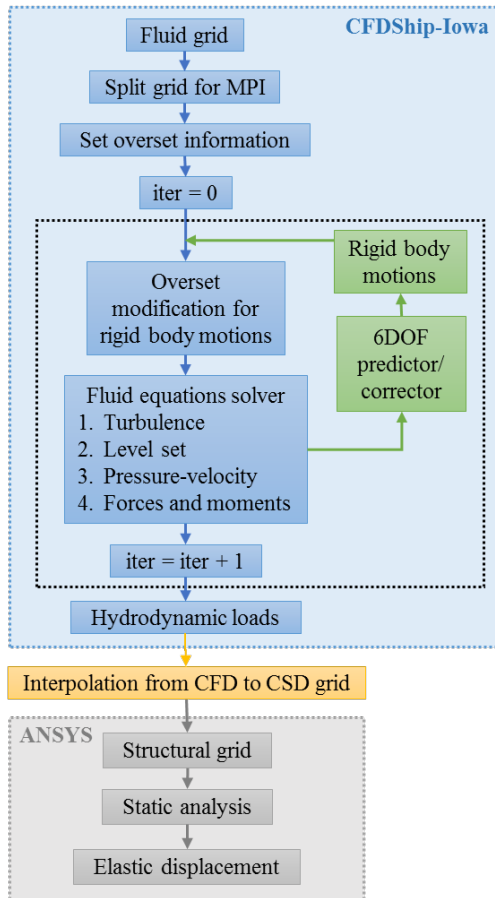 CFDShip-Iowa
Fluid grid
Split grid for MPI
Set overset information
iter = 0
Overset
modification for
rigid body motions
Rigid body
motions
6DOF
predictor/
corrector
Fluid equations solver
1. Turbulence
2. Level set
3. Pressure-velocity
4. Forces and moments
iter = iter + 1
Hydrodynamic loads
Interpolation from CFD to CSD grid
ANSYS
Structural grid
Static analysis
Elastic displacement